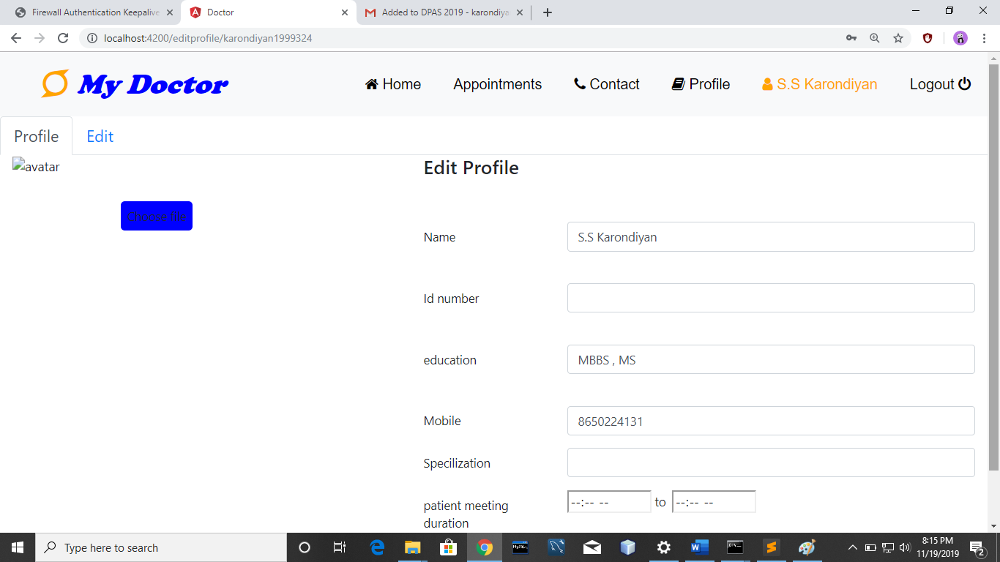 Firewall Authentication Keepalive
Doctor
Added to DPAS 2019 - karondiya
localhost:4200/editprofile/karondiyan1999324
My Doctor
Home Appointments Contact Profile S.S Karondiyan Logout
Profile Edit
avatar
Edit Profile
Choose file
Name S.S Karondiyan
Id number
education MBBS , MS
Mobile 8650224131
Specilization
patient meeting
duration
--:-- -- to --:-- --
Type here to search
8:15 PM
11/19/2019
2